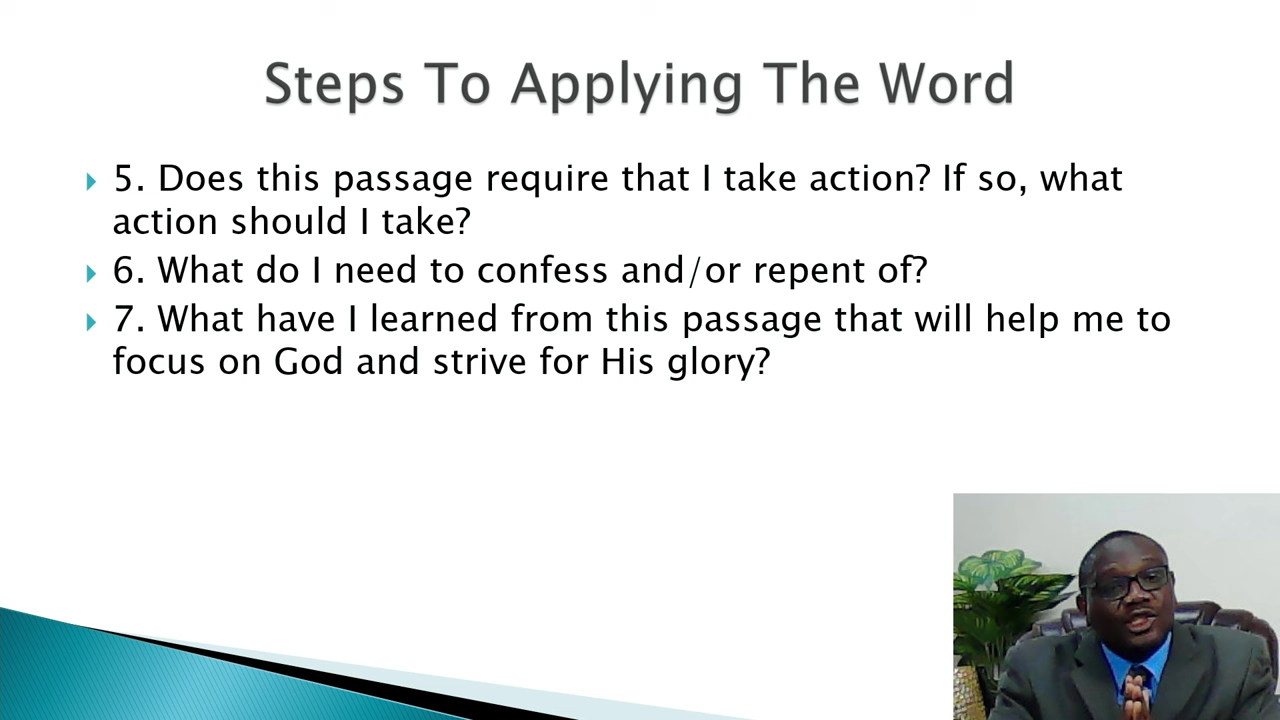 Steps To Applying The Word
5. Does this passage require that I take action? If so, what
action should I take?
6. What do I need to confess and/or repent of?
7. What have I learned from this passage that will help me to
focus on God and strive for His glory?